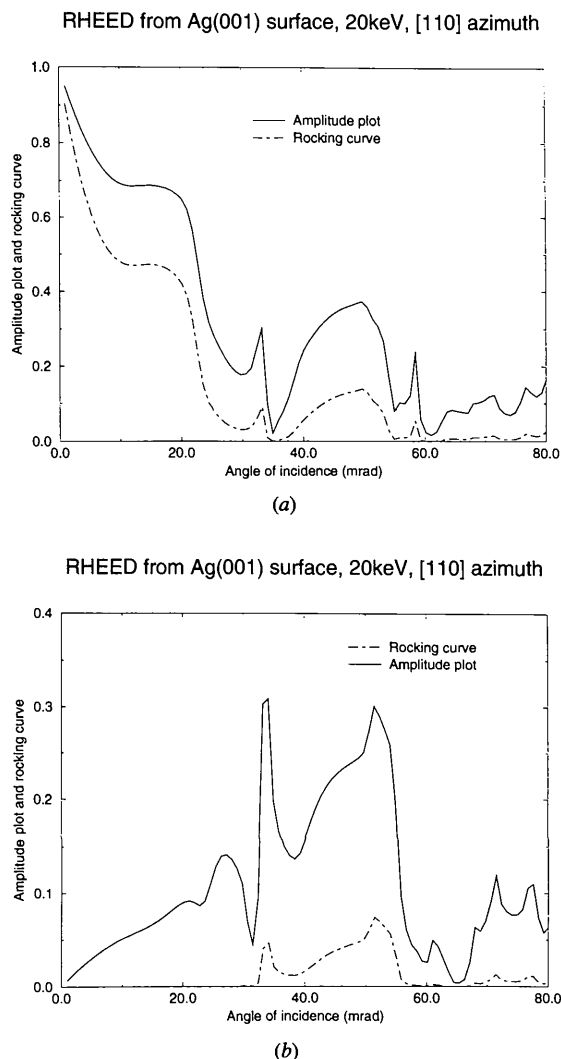 RHEED from Ag(001) surface, 20keV, [110] azimuth
1.0
Amplitude plot
Rocking curve
0.8
0.6
Amplitude plot and rocking curve
0.4
0.2
0.0
0.0 20.0 40.0 60.0 80.0
Angle of incidence (mrad)
(a)
RHEED from Ag(001) surface, 20keV, [110] azimuth
0.4
Rocking curve
Amplitude plot
0.3
Amplitude plot and rocking curve
0.2
0.1
0.0
0.0 20.0 40.0 60.0 80.0
Angle of incidence (mrad)
(b)